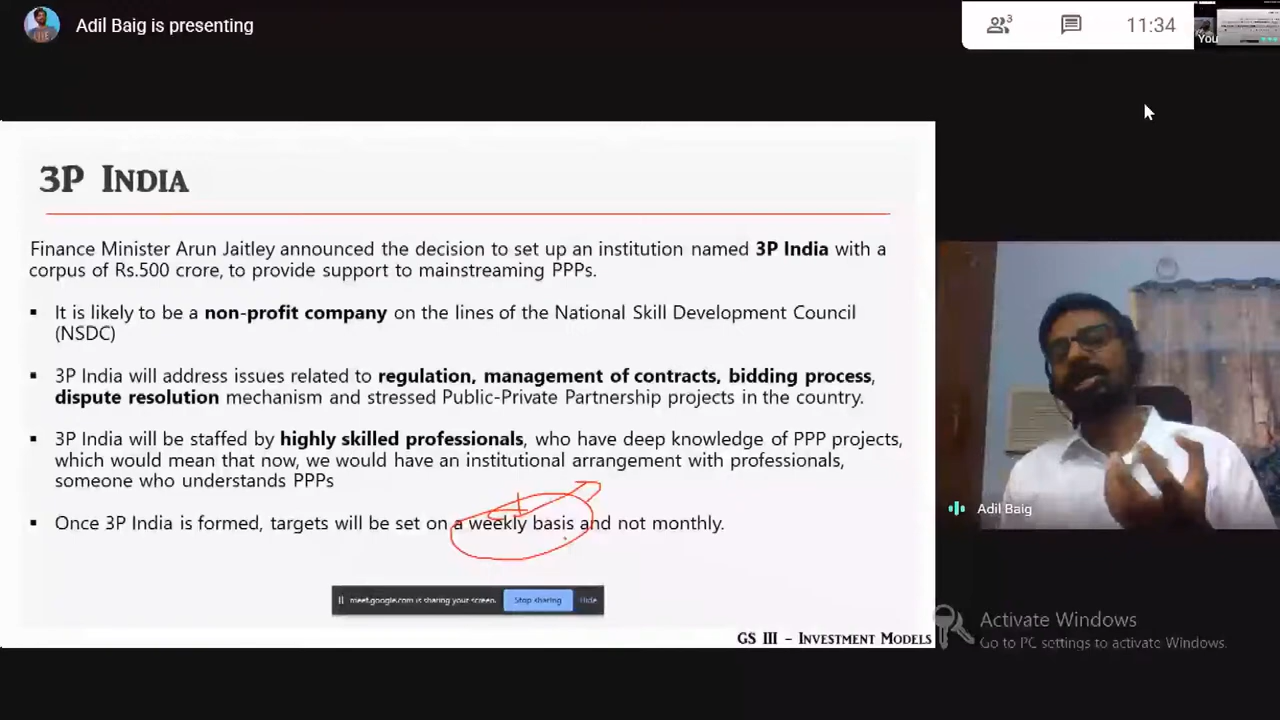 Adil Baig is presenting
3
11:34
You
3P INDIA
Finance Minister Arun Jaitley announced the decision to set up an institution named 3P India with a
corpus of Rs.500 crore, to provide support to mainstreaming PPPs.
▪ It is likely to be a non-profit company on the lines of the National Skill Development Council
(NSDC)
▪ 3P India will address issues related to regulation, management of contracts, bidding process,
dispute resolution mechanism and stressed Public-Private Partnership projects in the country.
▪ 3P India will be staffed by highly skilled professionals, who have deep knowledge of PPP projects,
which would mean that now, we would have an institutional arrangement with professionals,
someone who understands PPPs
▪ Once 3P India is formed, targets will be set on a weekly basis and not monthly.
Adil Baig
meet.google.com is sharing your screen.
Stop sharing
Hide
Activate Windows
Go to PC settings to activate Windows.
GS III – INVESTMENT MODELS